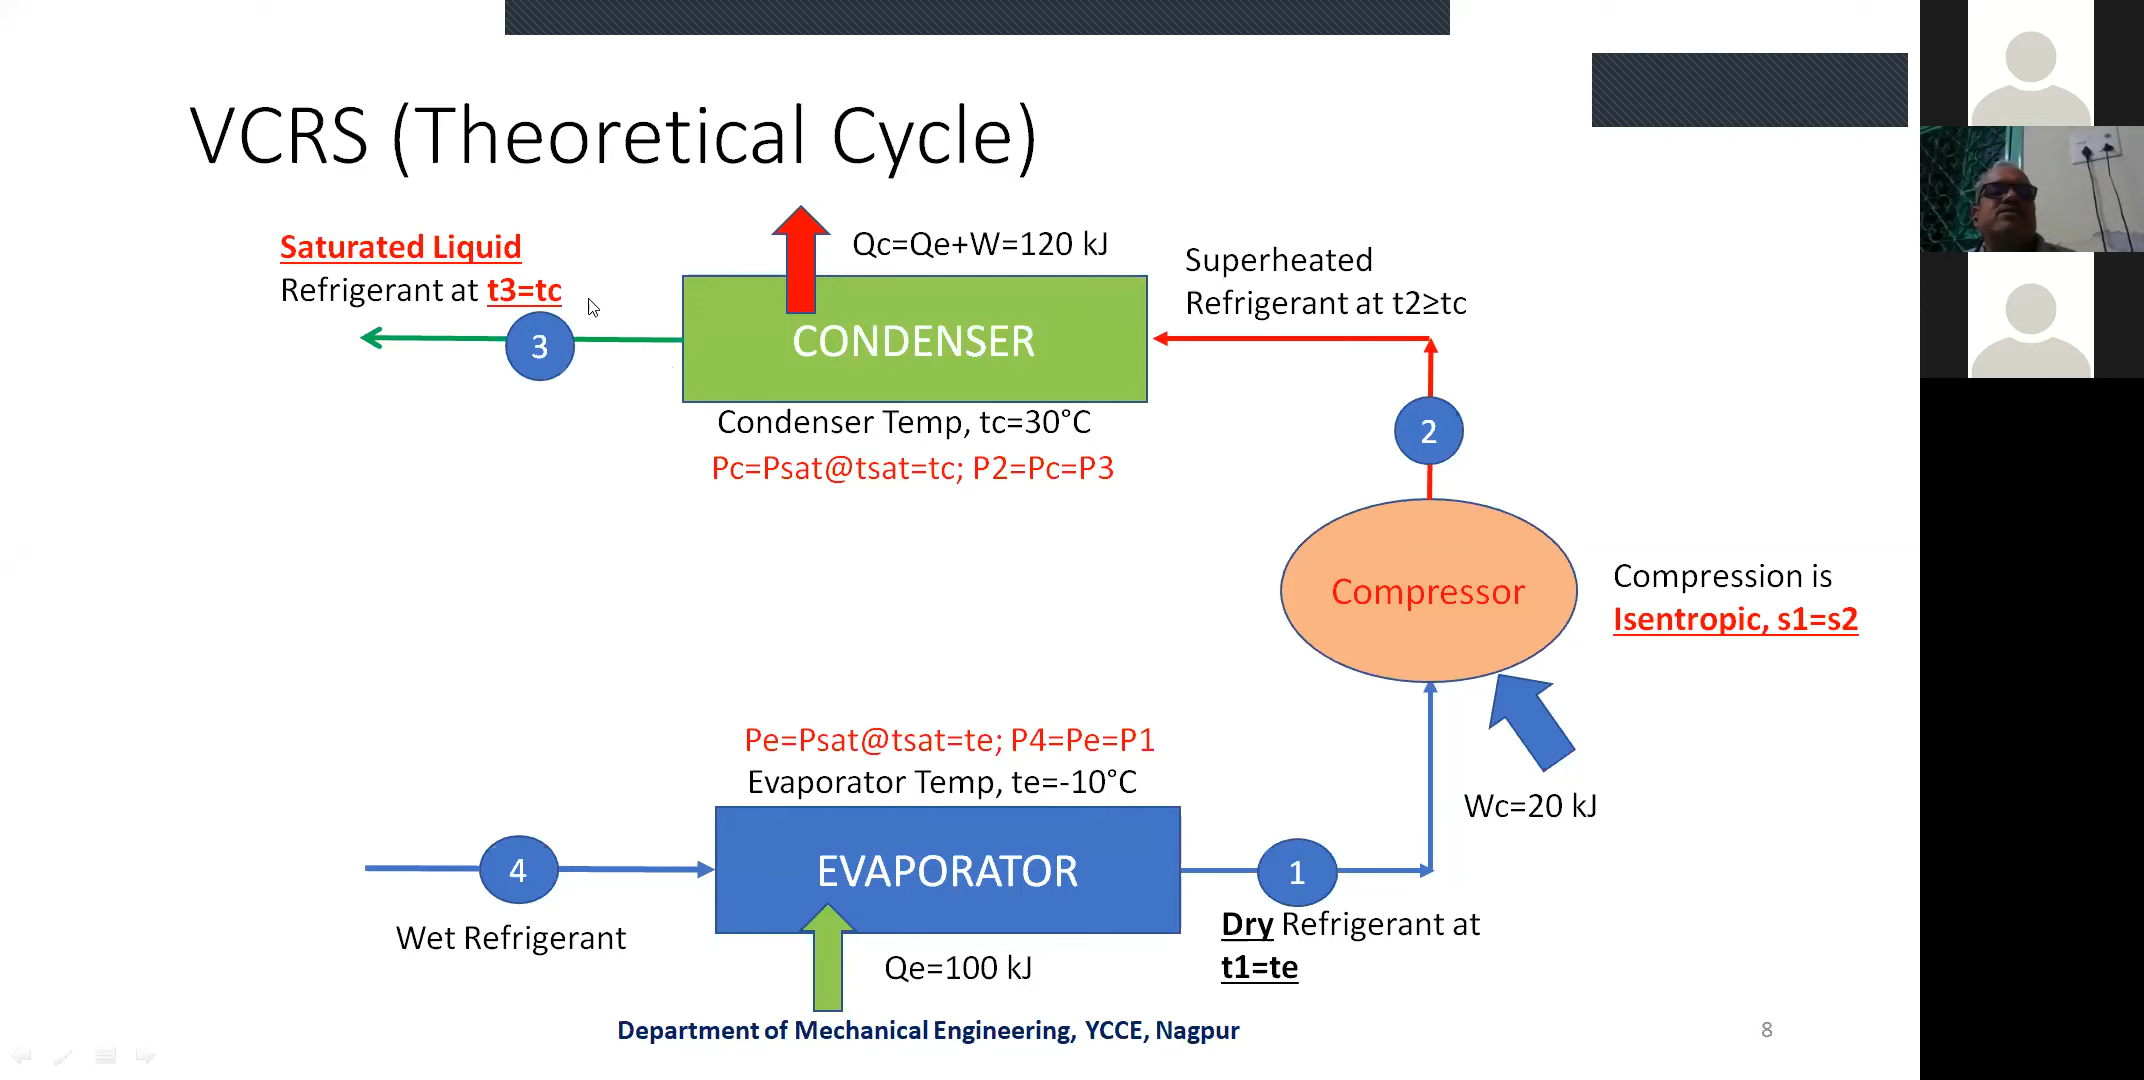 VCRS (Theoretical Cycle)
Saturated Liquid
Refrigerant at t3=tc
Qc=Qe+W=120 kJ
Superheated
Refrigerant at t2≥tc
3
CONDENSER
2
Condenser Temp, tc=30°C
Pc=Psat@tsat=tc; P2=Pc=P3
Compressor
Compression is
Isentropic, s1=s2
Pe=Psat@tsat=te; P4=Pe=P1
Evaporator Temp, te=-10°C
Wc=20 kJ
4
EVAPORATOR
1
Wet Refrigerant
Dry Refrigerant at
t1=te
Qe=100 kJ
Department of Mechanical Engineering, YCCE, Nagpur
8